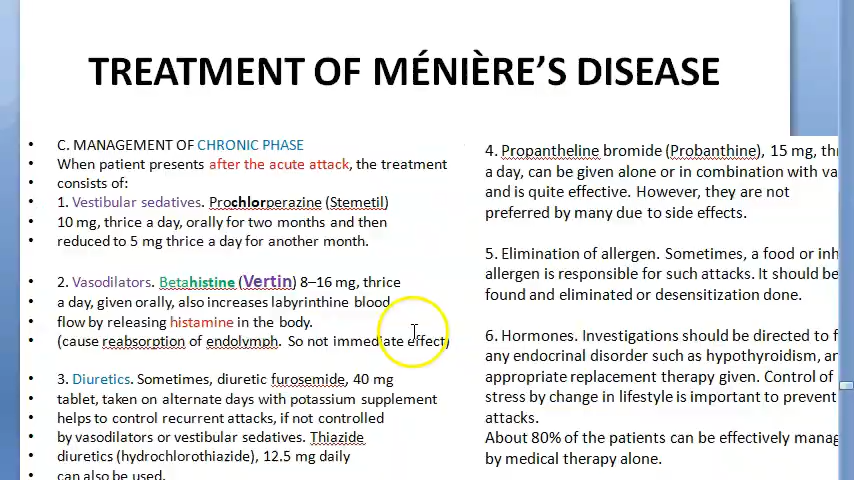 TREATMENT OF MÉNIÈRE’S DISEASE
• C. MANAGEMENT OF CHRONIC PHASE
• When patient presents after the acute attack, the treatment
• consists of:
• 1. Vestibular sedatives. Prochlorperazine (Stemetil)
• 10 mg, thrice a day, orally for two months and then
• reduced to 5 mg thrice a day for another month.
• 2. Vasodilators. Betahistine (Vertin) 8–16 mg, thrice
• a day, given orally, also increases labyrinthine blood
• flow by releasing histamine in the body.
• (cause reabsorption of endolymph. So not immediate effect)
• 3. Diuretics. Sometimes, diuretic furosemide, 40 mg
• tablet, taken on alternate days with potassium supplement
• helps to control recurrent attacks, if not controlled
• by vasodilators or vestibular sedatives. Thiazide
• diuretics (hydrochlorothiazide), 12.5 mg daily
• can also be used.
4. Propantheline bromide (Probanthine), 15 mg,
a day, can be given alone or in combination with
and is quite effective. However, they are not
preferred by many due to side effects.
5. Elimination of allergen. Sometimes, a food or
allergen is responsible for such attacks. It should be
found and eliminated or desensitization done.
6. Hormones. Investigations should be directed to
any endocrinal disorder such as hypothyroidism,
appropriate replacement therapy given. Control of
stress by change in lifestyle is important to prevent
attacks.
About 80% of the patients can be effectively
by medical therapy alone.